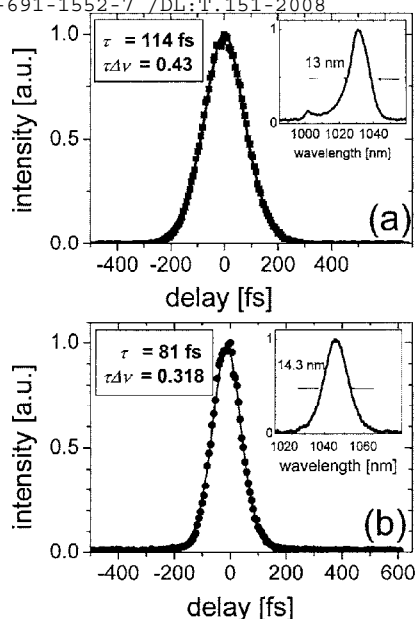 -691-1552-7 /DL:T.151-2008
τ = 114 fs
τΔν = 0.43
13 nm
1
0
1000 1020 1040
wavelength [nm]
intensity [a.u.]
1.0
0.5
0.0
(a)
-400 -200 0 200 400
delay [fs]
τ = 81 fs
τΔν = 0.318
14.3 nm
1
0
1020 1040 1060
wavelength [nm]
intensity [a.u.]
1.0
0.5
0.0
(b)
-400 -200 0 200 400 600
delay [fs]